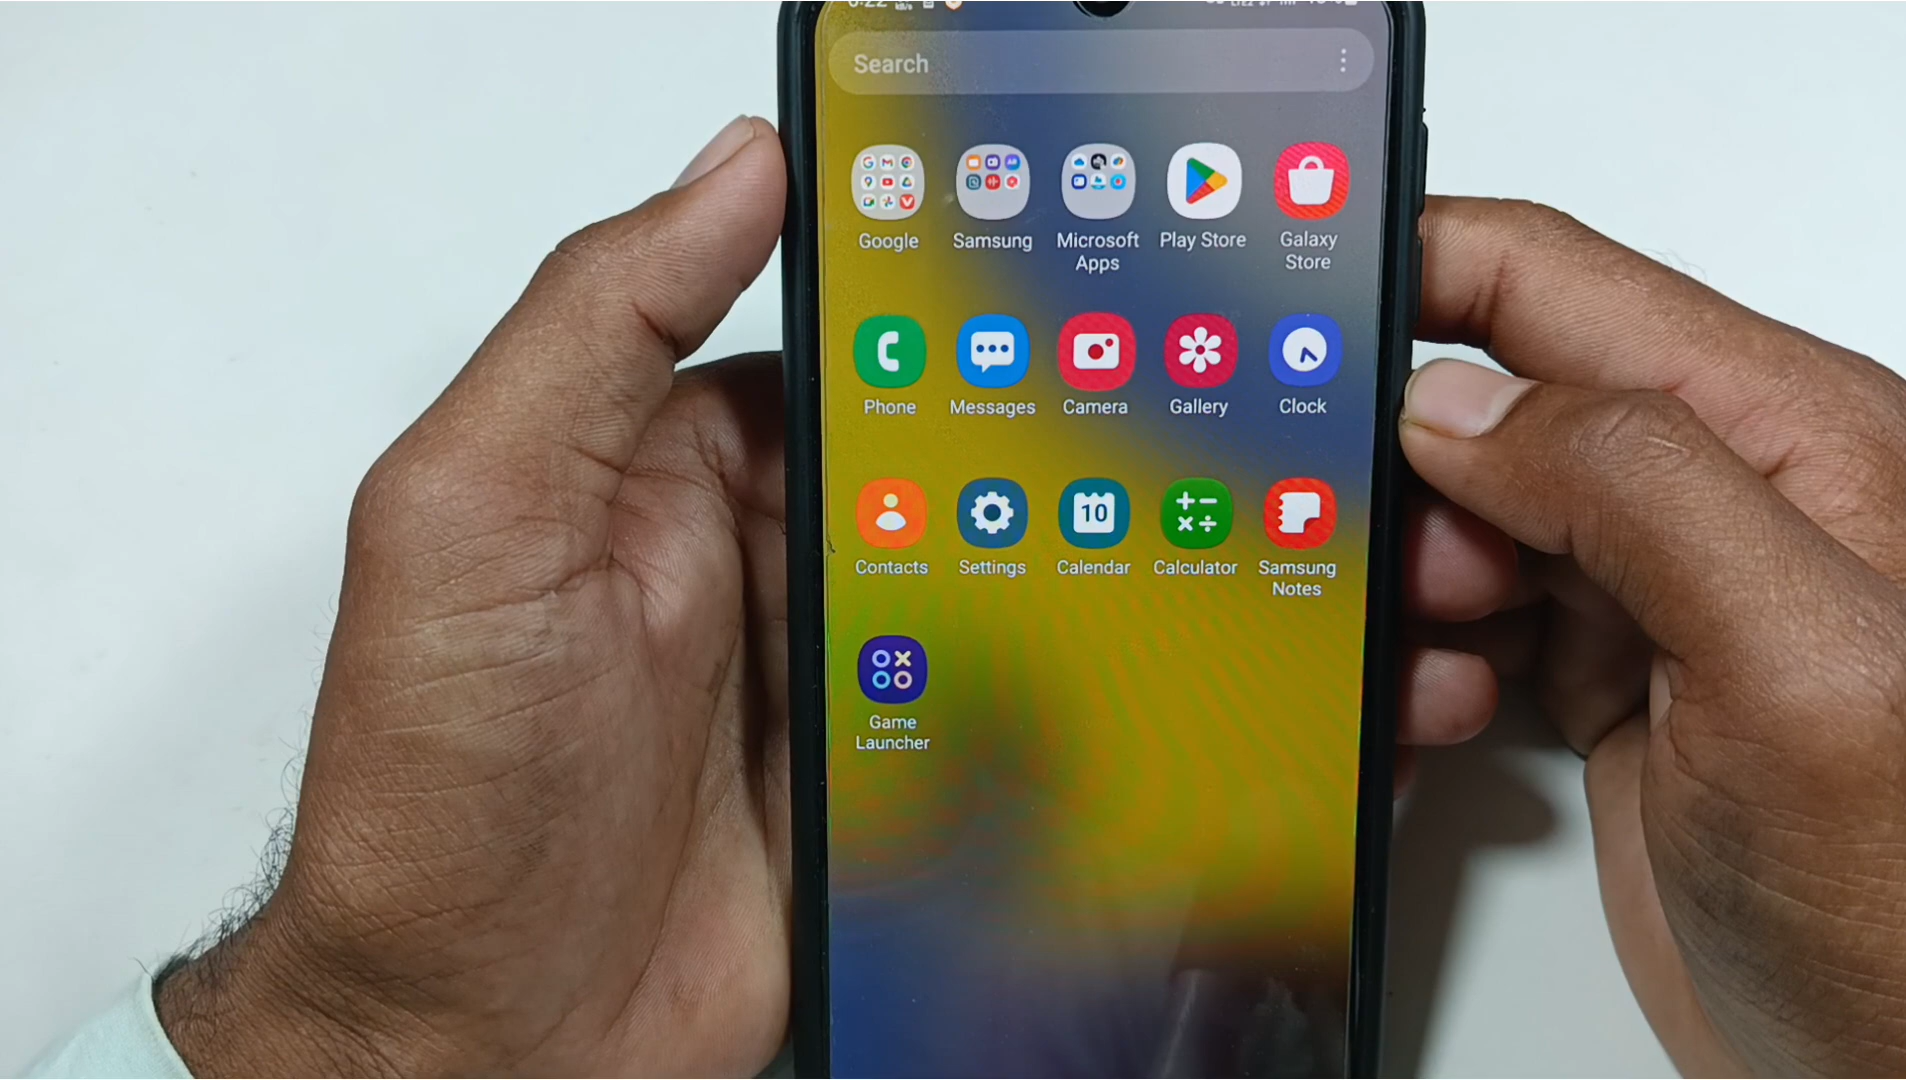 Search
Google
Samsung
Microsoft
Apps
Play Store
Galaxy
Store
Phone
Messages
Camera
Gallery
Clock
Contacts
Settings
10
Calendar
Calculator
Samsung
Notes
Game
Launcher